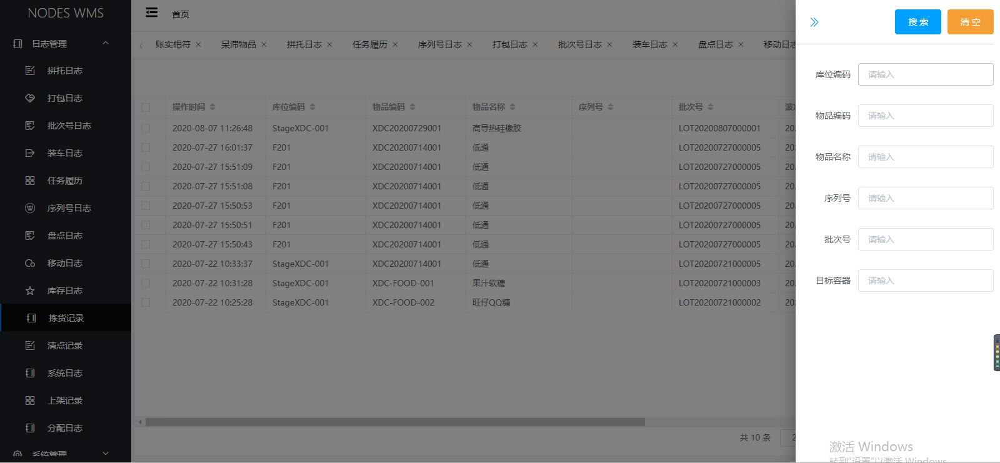 NODES WMS
日志管理
拼托日志
打包日志
批次号日志
装车日志
任务履历
序列号日志
盘点日志
移动日志
库存日志
拣货记录
清点记录
系统日志
上架记录
分配日志
系统管理
首页
账实相符 呆滞物品 拼托日志 任务履历 序列号日志 打包日志 批次号日志 装车日志 盘点日志 移动日志
操作时间 库位编码 物品编码 物品名称 序列号 批次号
2020-08-07 11:26:48 StageXDC-001 XDC20200729001 高导热硅橡胶 LOT20200807000001 20
2020-07-27 16:01:37 F201 XDC20200714001 低通 LOT20200727000005 20
2020-07-27 15:51:09 F201 XDC20200714001 低通 LOT20200727000005 20
2020-07-27 15:51:08 F201 XDC20200714001 低通 LOT20200727000005 20
2020-07-27 15:50:53 F201 XDC20200714001 低通 LOT20200727000005 20
2020-07-27 15:50:51 F201 XDC20200714001 低通 LOT20200727000005 20
2020-07-27 15:50:43 F201 XDC20200714001 低通 LOT20200727000005 20
2020-07-22 10:33:37 StageXDC-001 XDC20200714001 低通 LOT20200721000005 20
2020-07-22 10:31:28 StageXDC-001 XDC-FOOD-001 果汁软糖 LOT20200721000003 20
2020-07-22 10:25:28 StageXDC-001 XDC-FOOD-002 旺仔QQ糖 LOT20200721000002 20
共 10 条 2
搜 索 清 空
库位编码 请输入
物品编码 请输入
物品名称 请输入
序列号 请输入
批次号 请输入
目标容器 请输入
激活 Windows
转到"设置"以激活 Windows